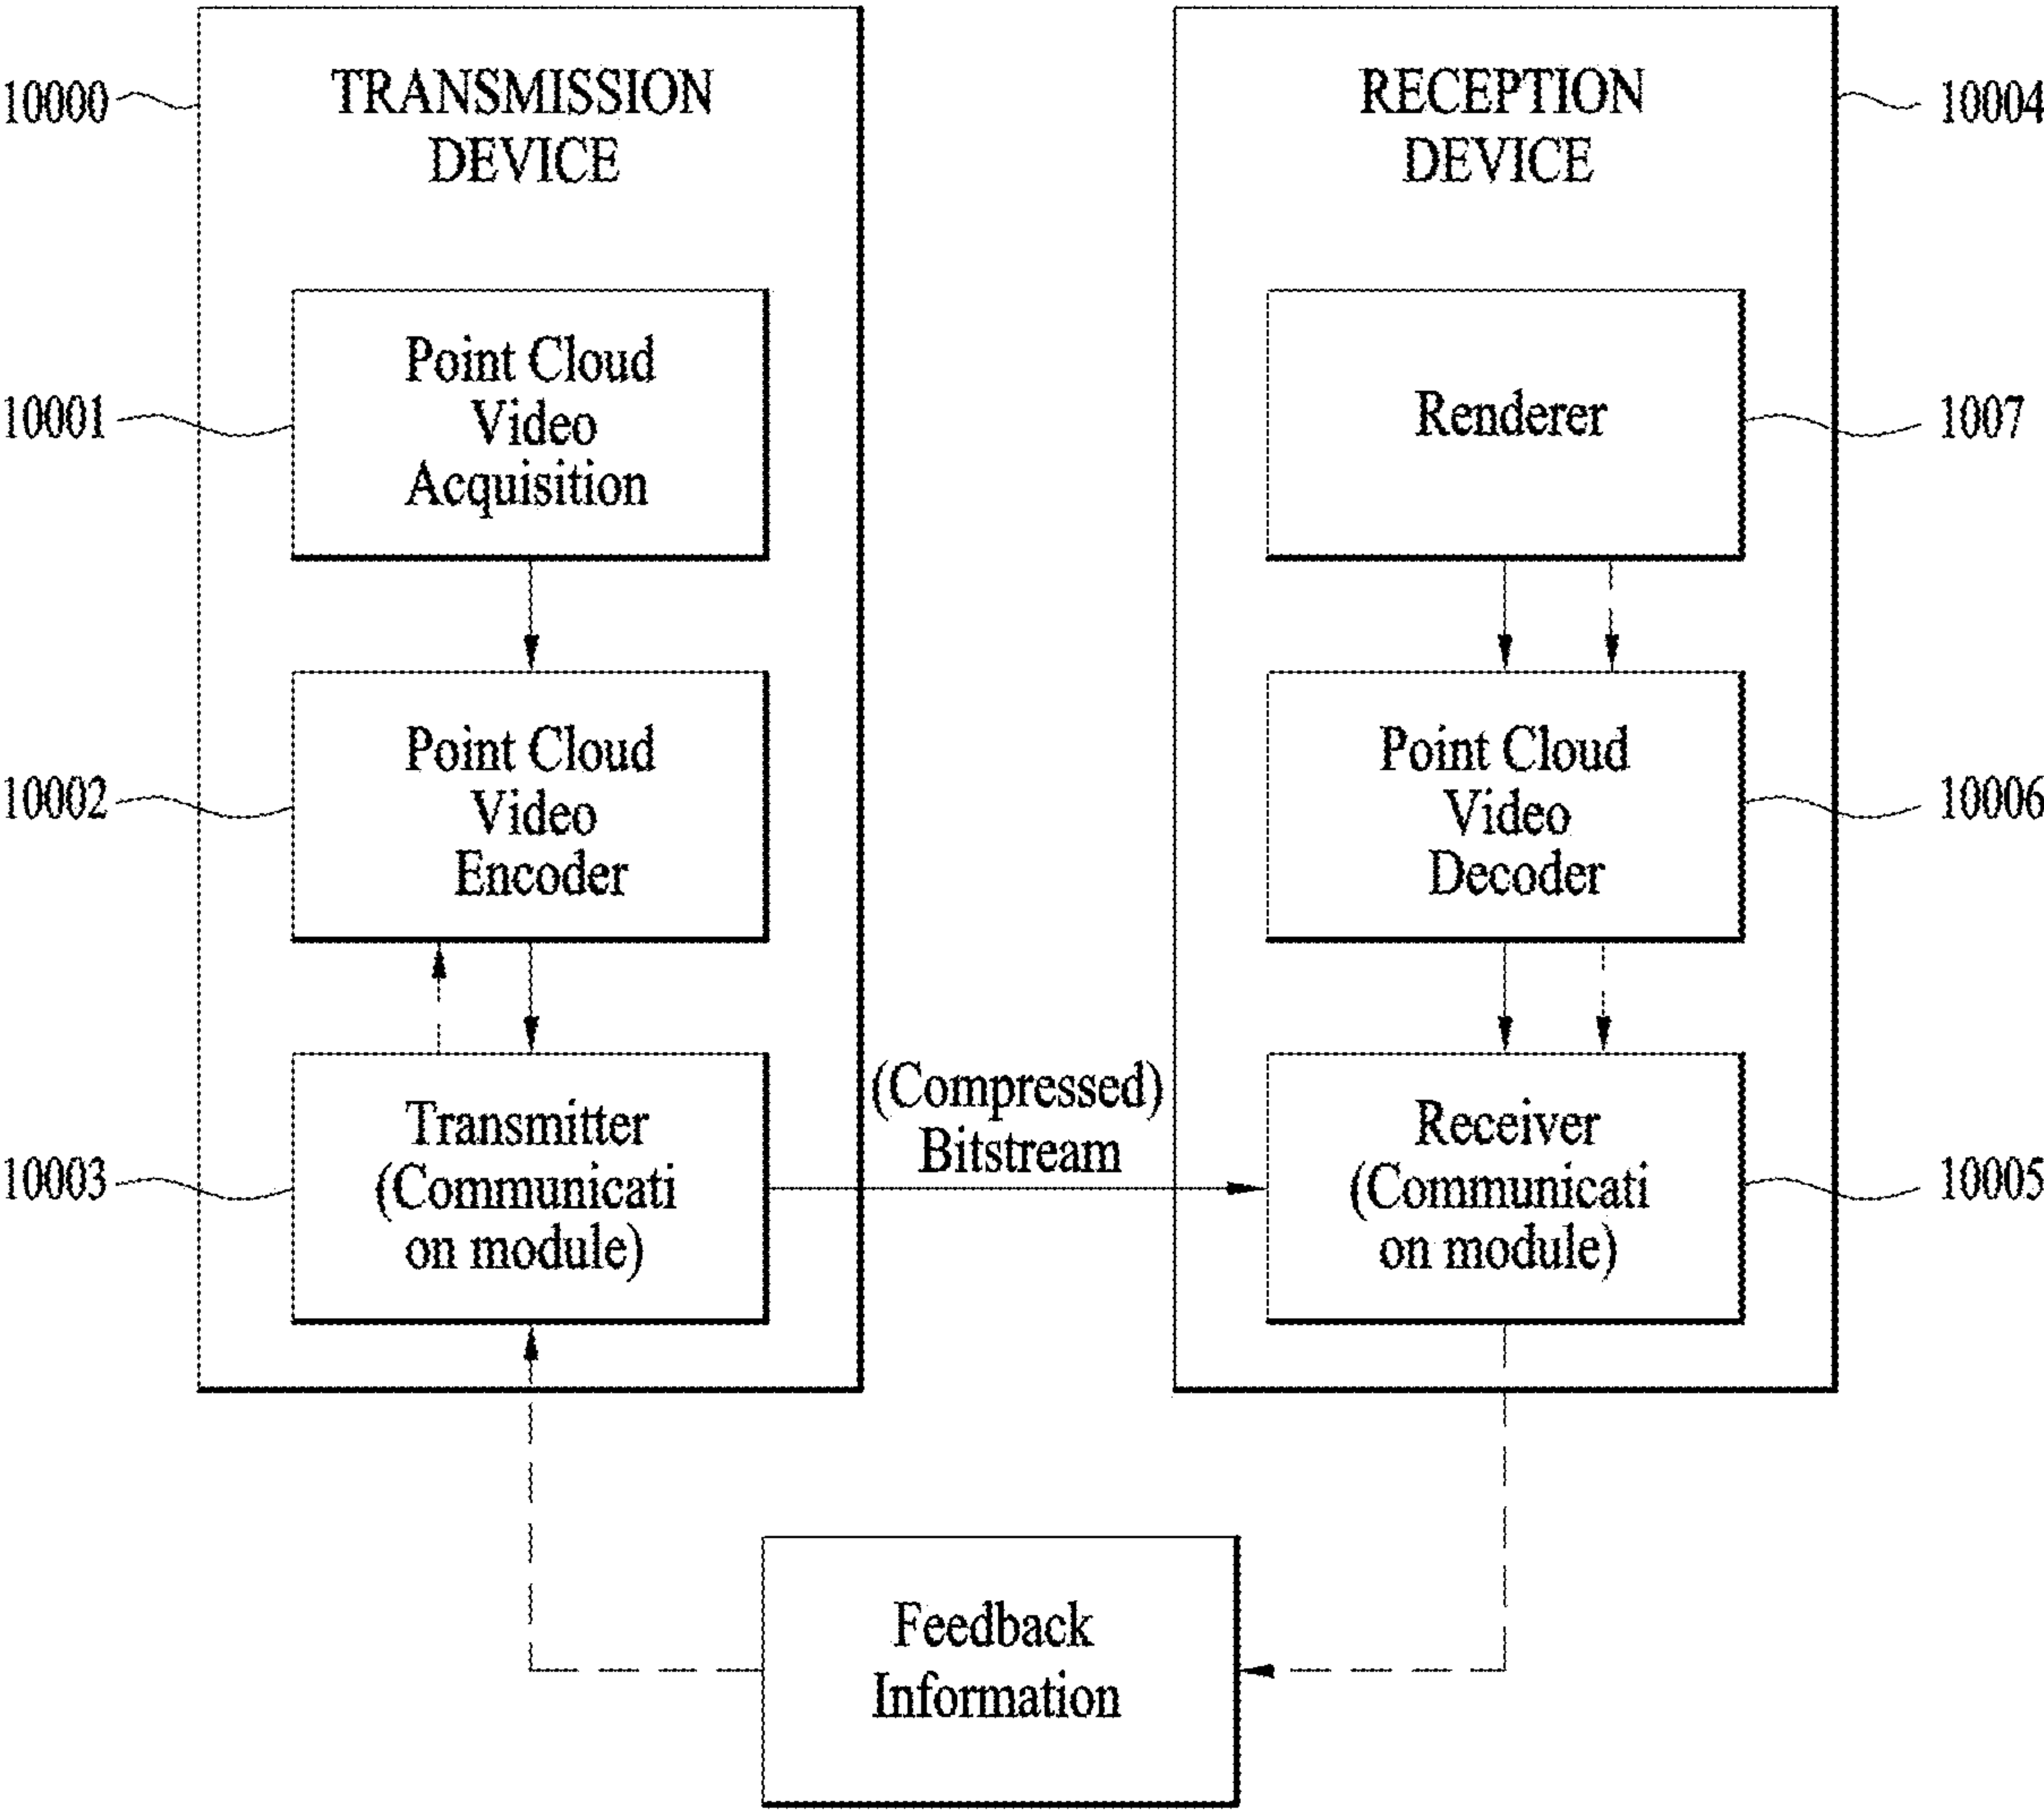 10000
TRANSMISSION
DEVICE
10001
Point Cloud
Video
Acquisition
10002
Point Cloud
Video
Encoder
10003
Transmitter
(Communicati
on module)
(Compressed)
Bitstream
RECEPTION
DEVICE
10004
Renderer
1007
Point Cloud
Video
Decoder
10006
Receiver
(Communicati
on module)
10005
Feedback
Information